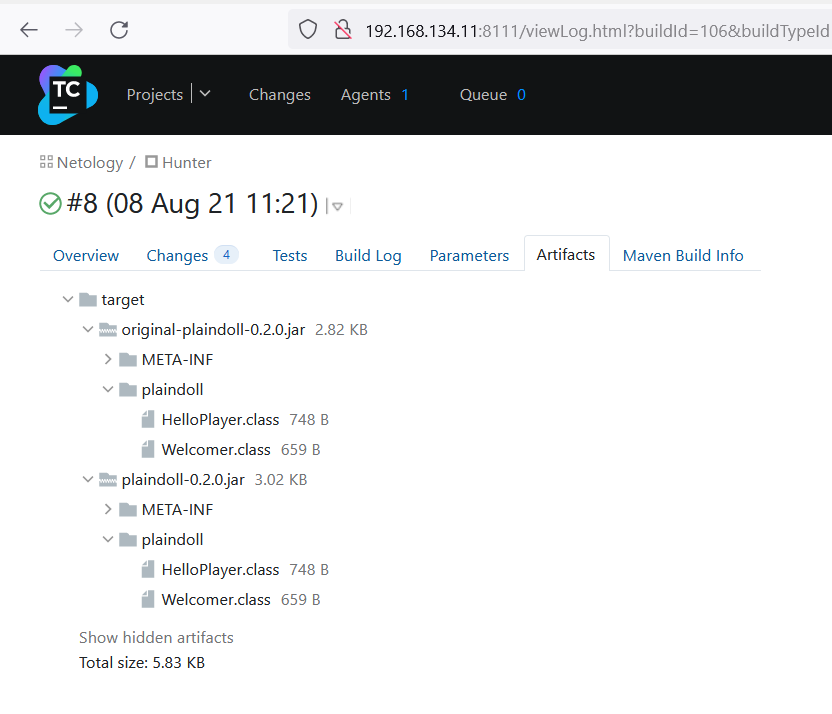 192.168.134.11:8111/viewLog.html?buildId=106&buildTypeId
TC
Projects Changes Agents 1 Queue 0
Netology / Hunter
#8 (08 Aug 21 11:21)
Overview Changes 4 Tests Build Log Parameters Artifacts Maven Build Info
target
original-plaindoll-0.2.0.jar 2.82 KB
META-INF
plaindoll
HelloPlayer.class 748 B
Welcomer.class 659 B
plaindoll-0.2.0.jar 3.02 KB
META-INF
plaindoll
HelloPlayer.class 748 B
Welcomer.class 659 B
Show hidden artifacts
Total size: 5.83 KB